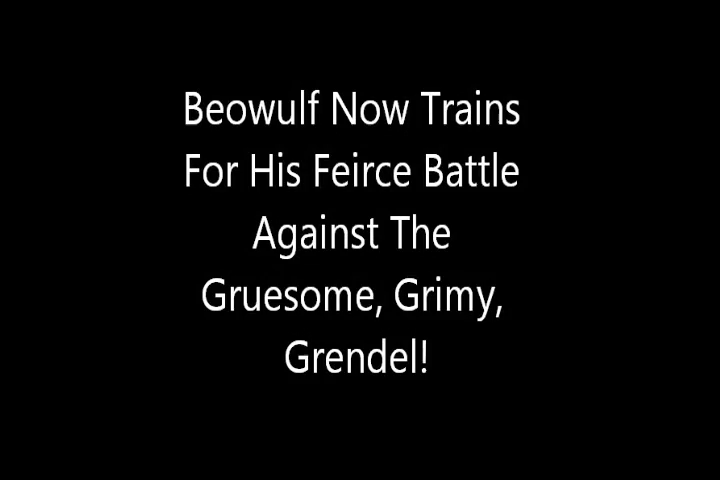 Beowulf Now Trains
For His Feirce Battle
Against The
Gruesome, Grimy,
Grendel!